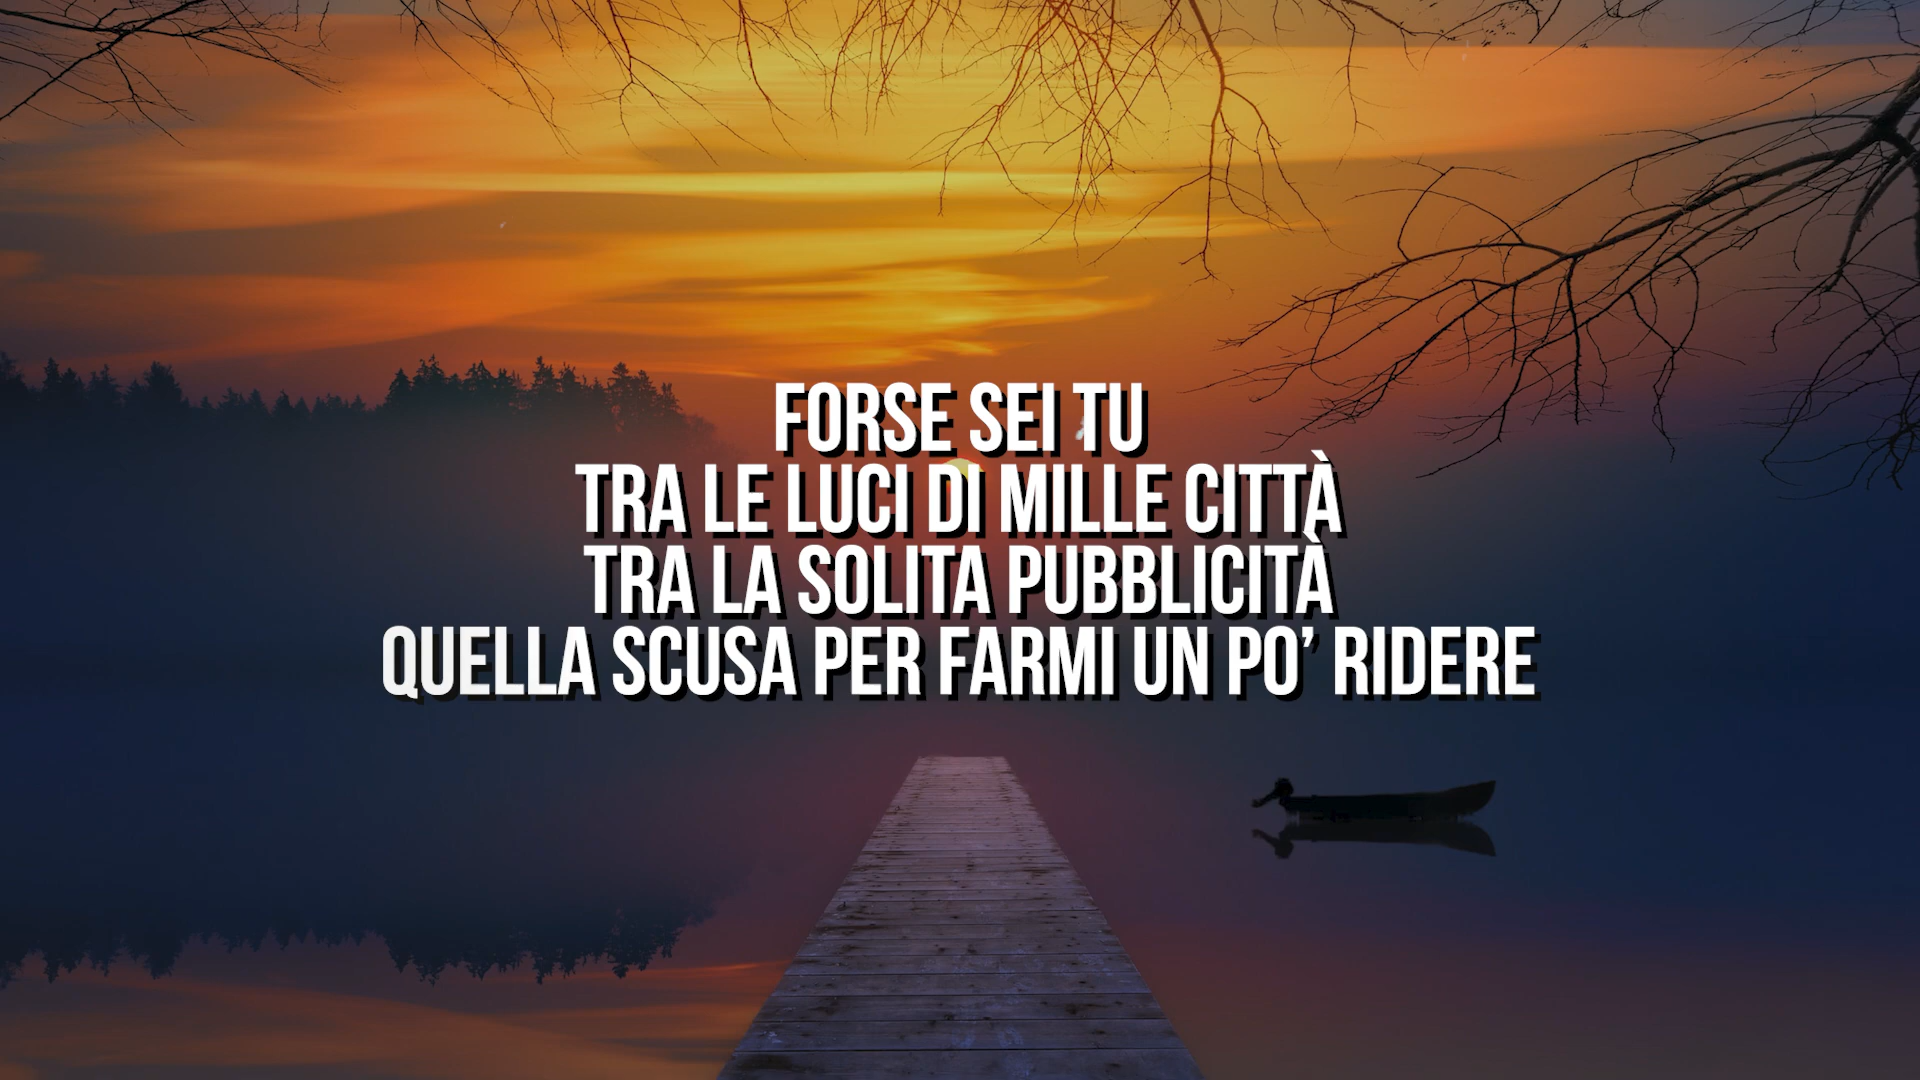 FORSE SEI TU
TRA LE LUCI DI MILLE CITTÀ
TRA LA SOLITA PUBBLICITÀ
QUELLA SCUSA PER FARMI UN PO’ RIDERE